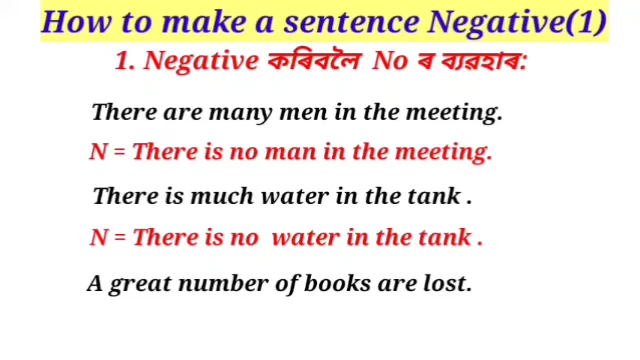 How to make a sentence Negative(1)
1. Negative কৰিবলৈ No ৰ ব্যৱহাৰ:
There are many men in the meeting.
N = There is no man in the meeting.
There is much water in the tank .
N = There is no water in the tank .
A great number of books are lost.